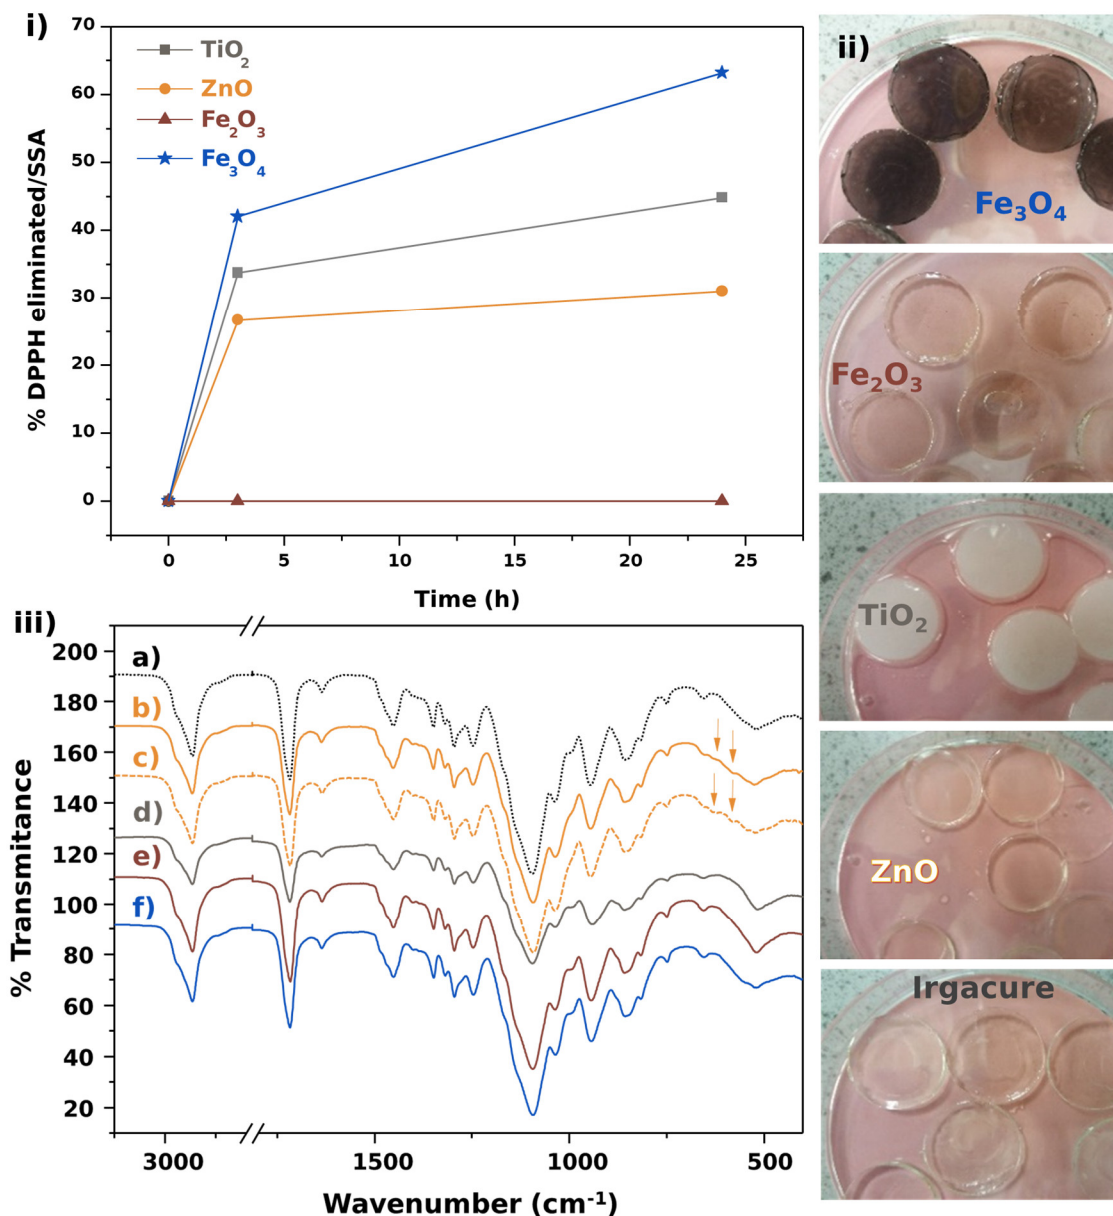 i)
70
60
50
40
30
20
10
0
% DPPH eliminated/SSA
TiO₂
ZnO
Fe₂O₃
Fe₃O₄
0 5 10 15 20 25
Time (h)
ii)
Fe₃O₄
Fe₂O₃
TiO₂
ZnO
Irgacure
iii)
200
180
160
140
120
100
80
60
40
20
% Transmitance
a)
b)
c)
d)
e)
f)
3000 1500 1000 500
Wavenumber (cm⁻¹)